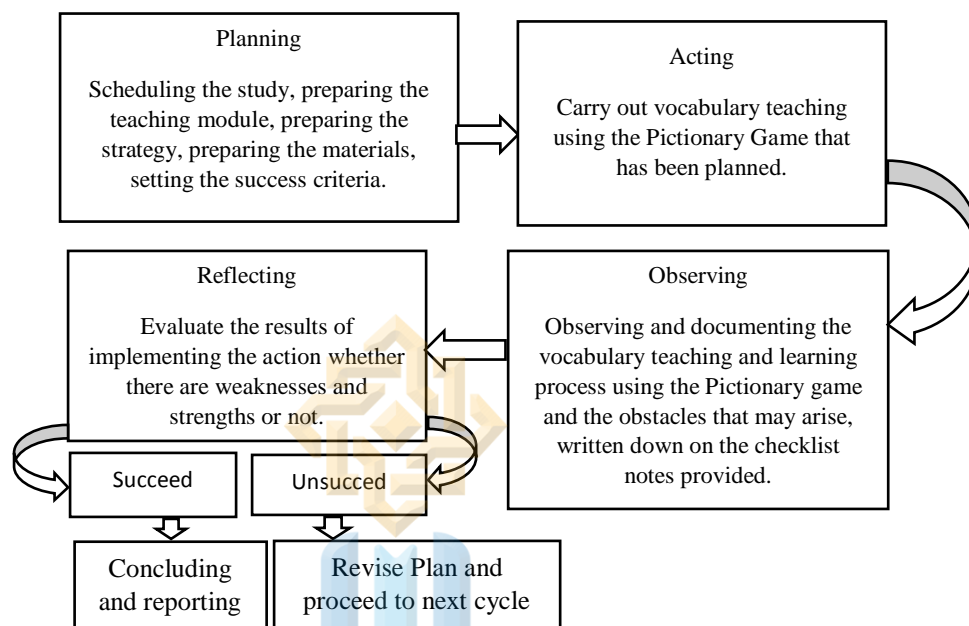 Planning
Scheduling the study, preparing the
teaching module, preparing the
strategy, preparing the materials,
setting the success criteria.
Acting
Carry out vocabulary teaching
using the Pictionary Game that
has been planned.
Observing
Observing and documenting the
vocabulary teaching and learning
process using the Pictionary game
and the obstacles that may arise,
written down on the checklist
notes provided.
Reflecting
Evaluate the results of
implementing the action whether
there are weaknesses and
strengths or not.
Succeed
Unsucced
Concluding
and reporting
Revise Plan and
proceed to next cycle